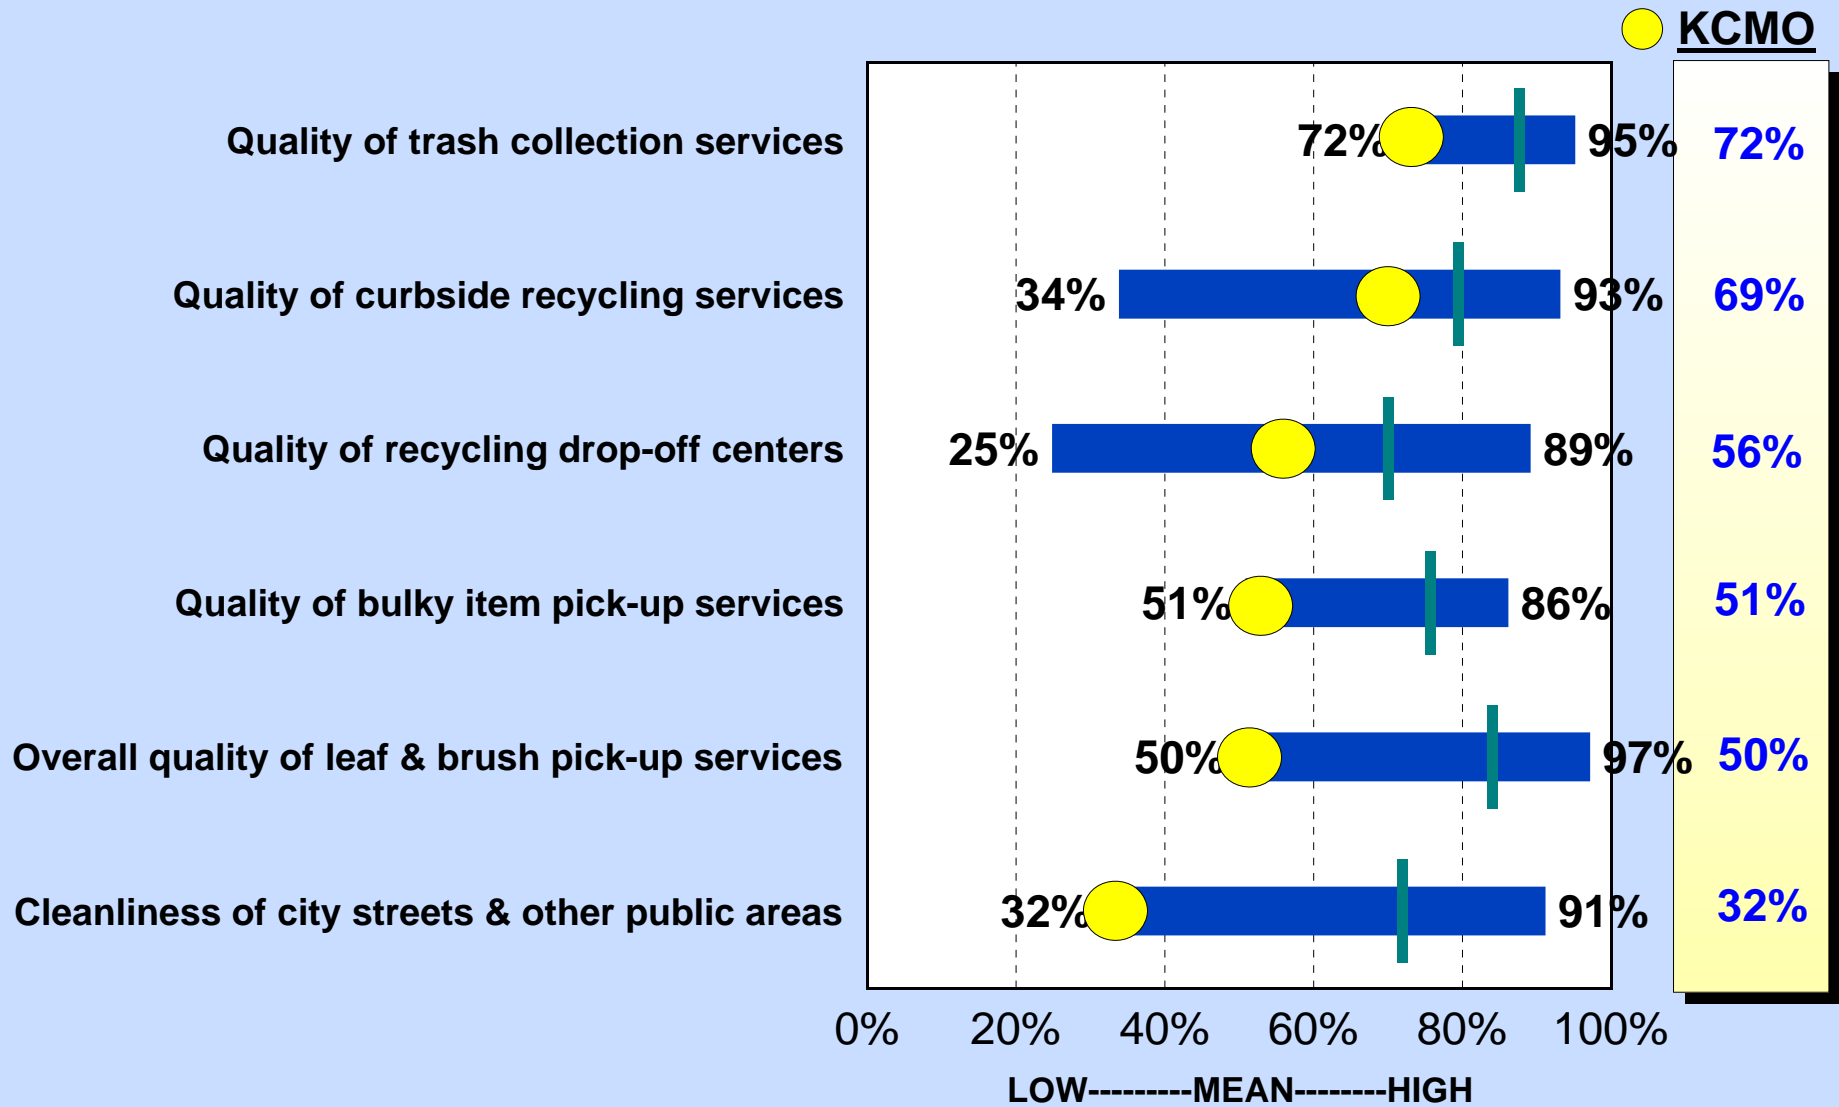 KCMO
Quality of trash collection services 72% 95% 72%
Quality of curbside recycling services 34% 93% 69%
Quality of recycling drop-off centers 25% 89% 56%
Quality of bulky item pick-up services 51% 86% 51%
Overall quality of leaf & brush pick-up services 50% 97% 50%
Cleanliness of city streets & other public areas 32% 91% 32%
0% 20% 40% 60% 80% 100%
LOW---------MEAN--------HIGH